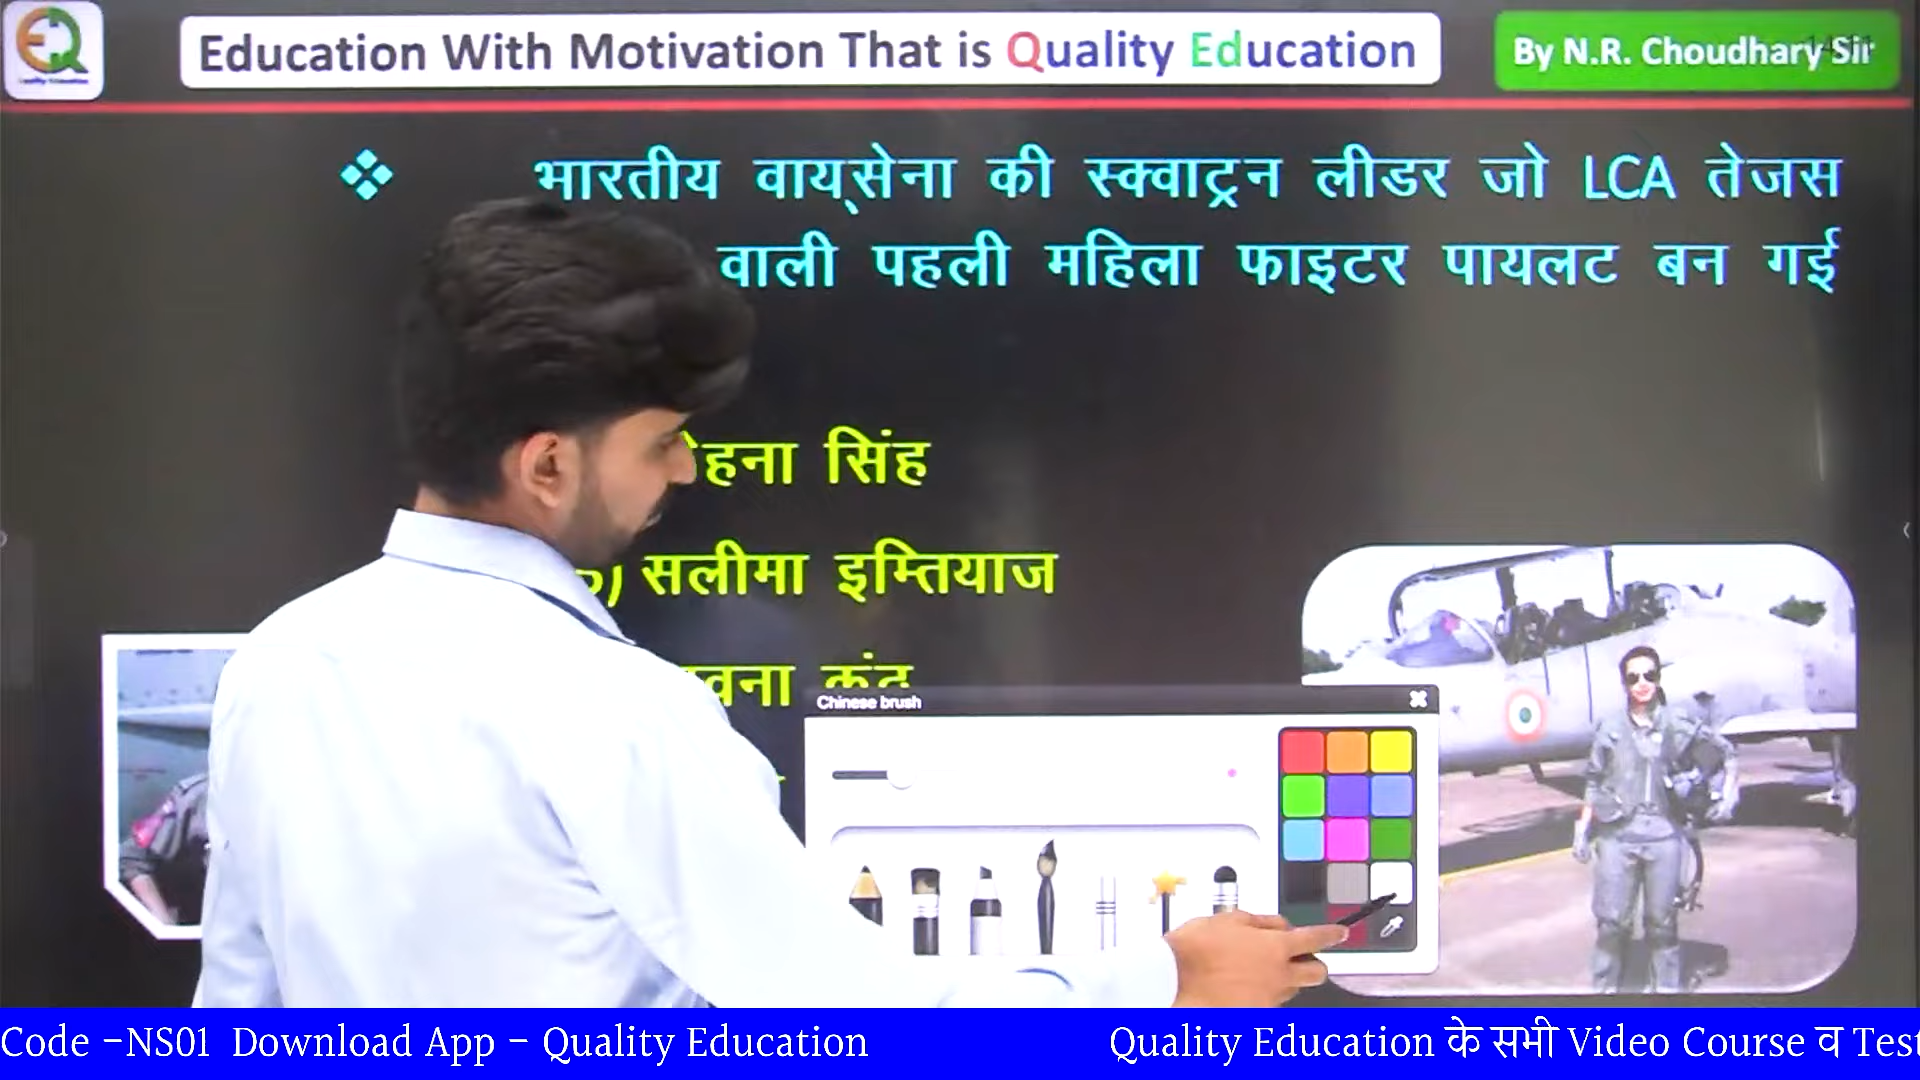 Education With Motivation That is Quality Education
By N.R. Choudhary Sir
भारतीय वायुसेना की स्क्वाट्रन लीडर जो LCA तेजस
वाली पहली महिला फाइटर पायलट बन गई
सिंह
सलीमा इम्तियाज
Chinese brush
Code -NS01 Download App - Quality Education
Quality Education के सभी Video Course व Test